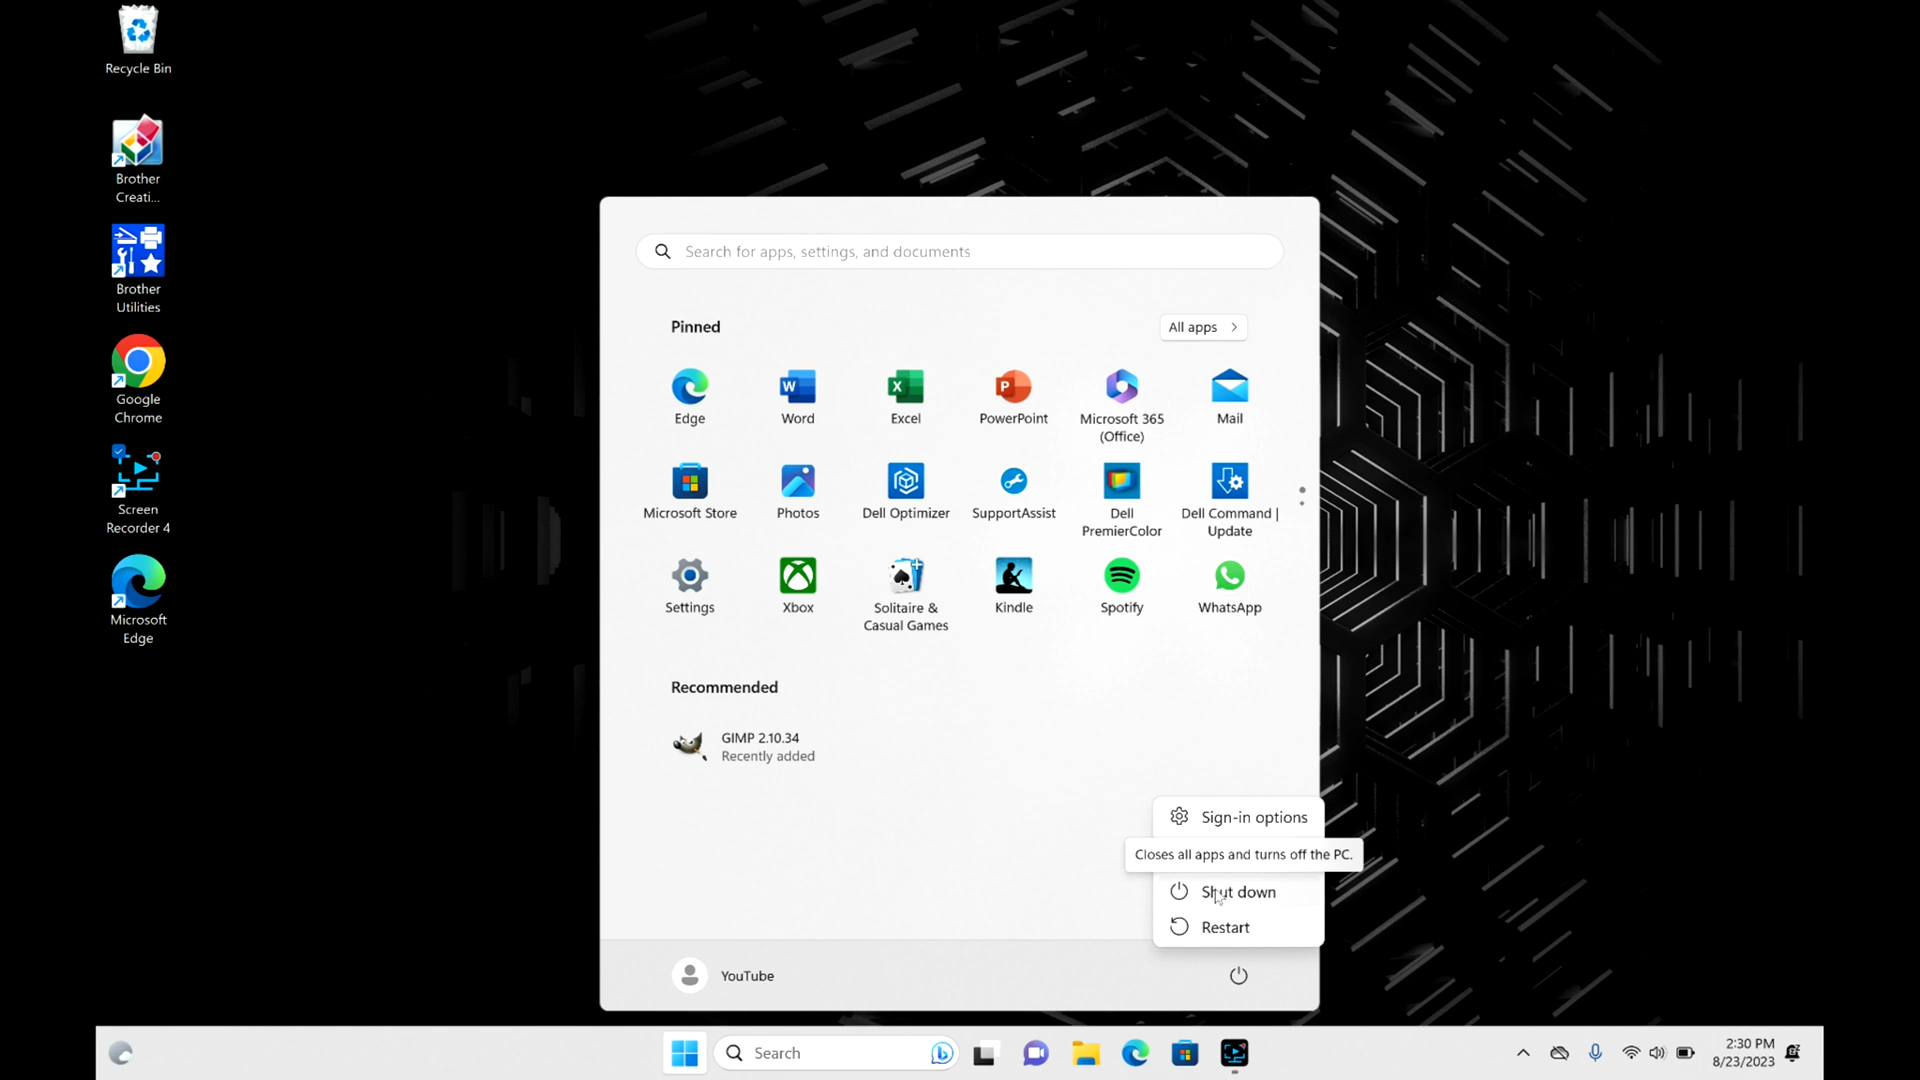 Recycle Bin
Brother
Creati...
Brother
Utilities
Google
Chrome
Screen
Recorder 4
Microsoft
Edge
Search for apps, settings, and documents
Pinned
All apps
Edge
Word
Excel
PowerPoint
Microsoft 365
(Office)
Mail
Microsoft Store
Photos
Dell Optimizer
SupportAssist
Dell
PremierColor
Dell Command |
Update
Settings
Xbox
Solitaire &
Casual Games
Kindle
Spotify
WhatsApp
Recommended
GIMP 2.10.34
Recently added
Sign-in options
Closes all apps and turns off the PC.
Shut down
Restart
YouTube
Search
2:30 PM
8/23/2023